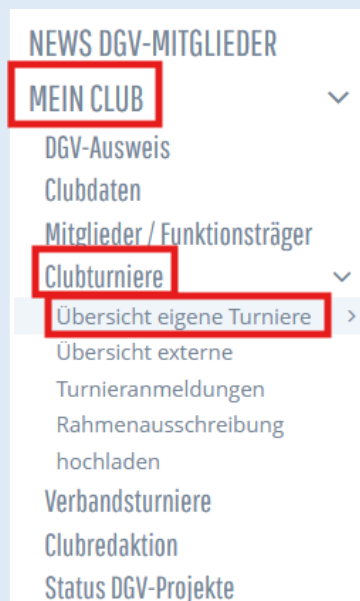 NEWS DGV-MITGLIEDER
MEIN CLUB
DGV-Ausweis
Clubdaten
Mitglieder / Funktionsträger
Clubturniere
Übersicht eigene Turniere
Übersicht externe
Turnieranmeldungen
Rahmenausschreibung
hochladen
Verbandsturniere
Clubredaktion
Status DGV-Projekte